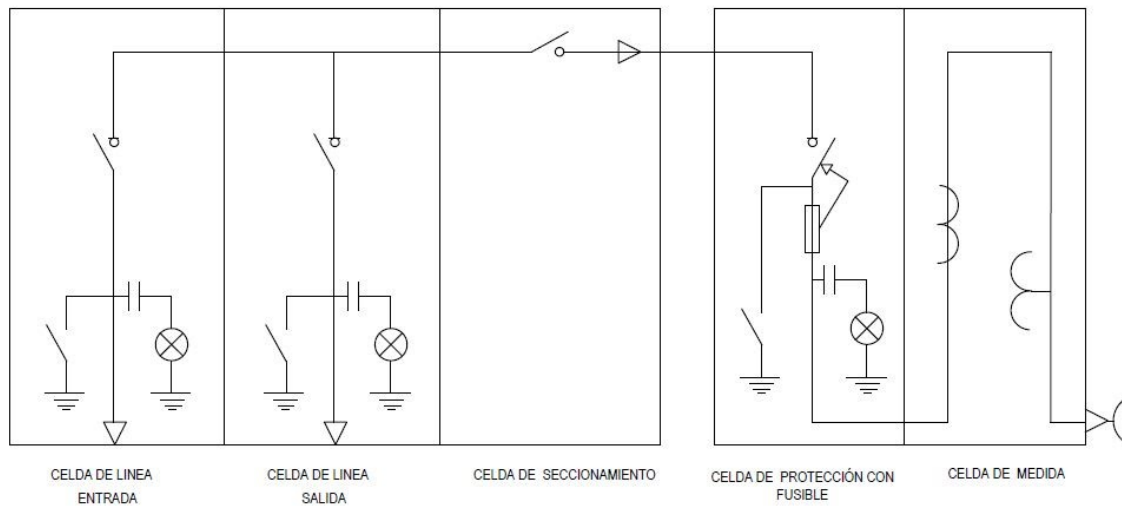 CELDA DE LINEA
ENTRADA
CELDA DE LINEA
SALIDA
CELDA DE SECCIONAMIENTO
CELDA DE PROTECCIÓN CON
FUSIBLE
CELDA DE MEDIDA